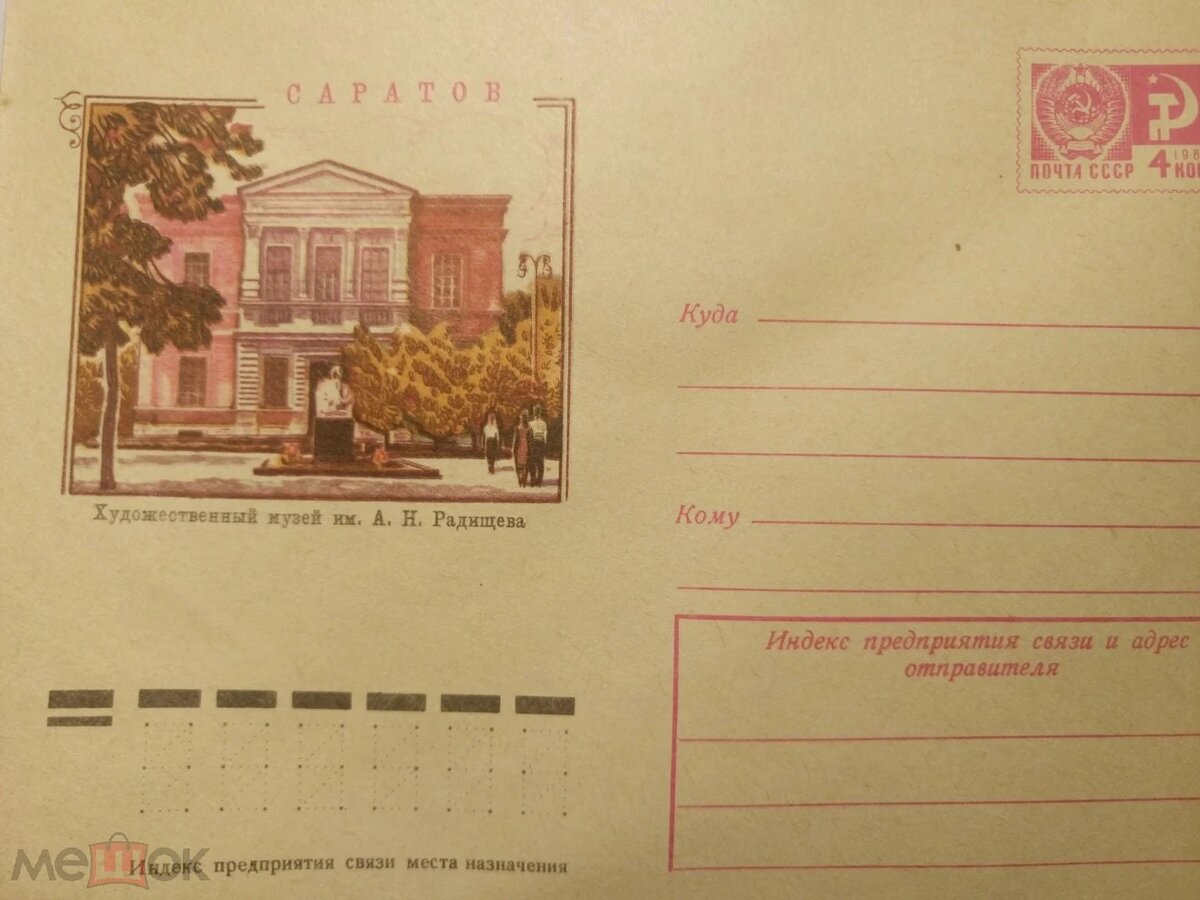 САРАТОВ
ПОЧТА СССР 4
Куда
Художественный музей им. А. Н. Радищева
Кому
Индекс предприятия связи и адрес
отправителя
мешок
Индекс предприятия связи места назначения